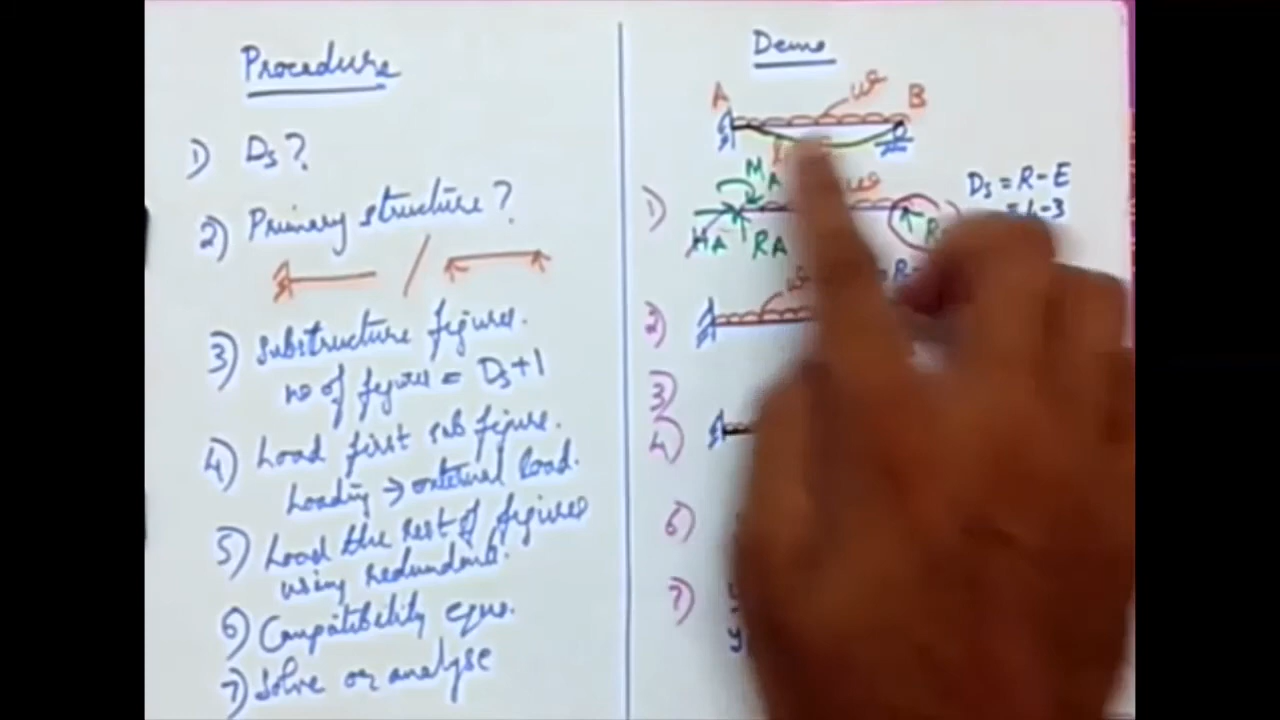 Procedure
1) Ds?
2) Primary structure?
3) Substructure figures.
no of figures = Ds+1
4) Load first sub figure.
Loading → external load.
5) Load the rest of figures
using redundant.
6) Compatibility eqns.
7) Solve or analyse
Demo
A
w
B
MA
w
1)
HA
RA
Ds = R-E
w
2)
3)
4)
6)
7)
y